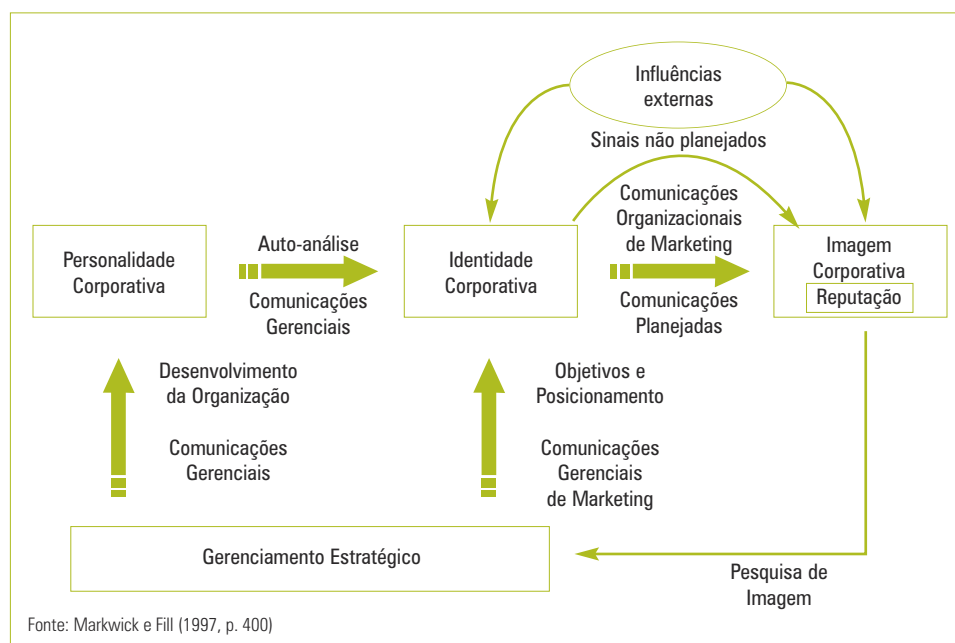 Influências
externas
Sinais não planejados
Personalidade
Corporativa
Auto-análise
Comunicações
Gerenciais
Identidade
Corporativa
Comunicações
Organizacionais
de Marketing
Comunicações
Planejadas
Imagem
Corporativa
Reputação
Desenvolvimento
da Organização
Comunicações
Gerenciais
Objetivos e
Posicionamento
Comunicações
Gerenciais
de Marketing
Gerenciamento Estratégico
Pesquisa de
Imagem
Fonte: Markwick e Fill (1997, p. 400)